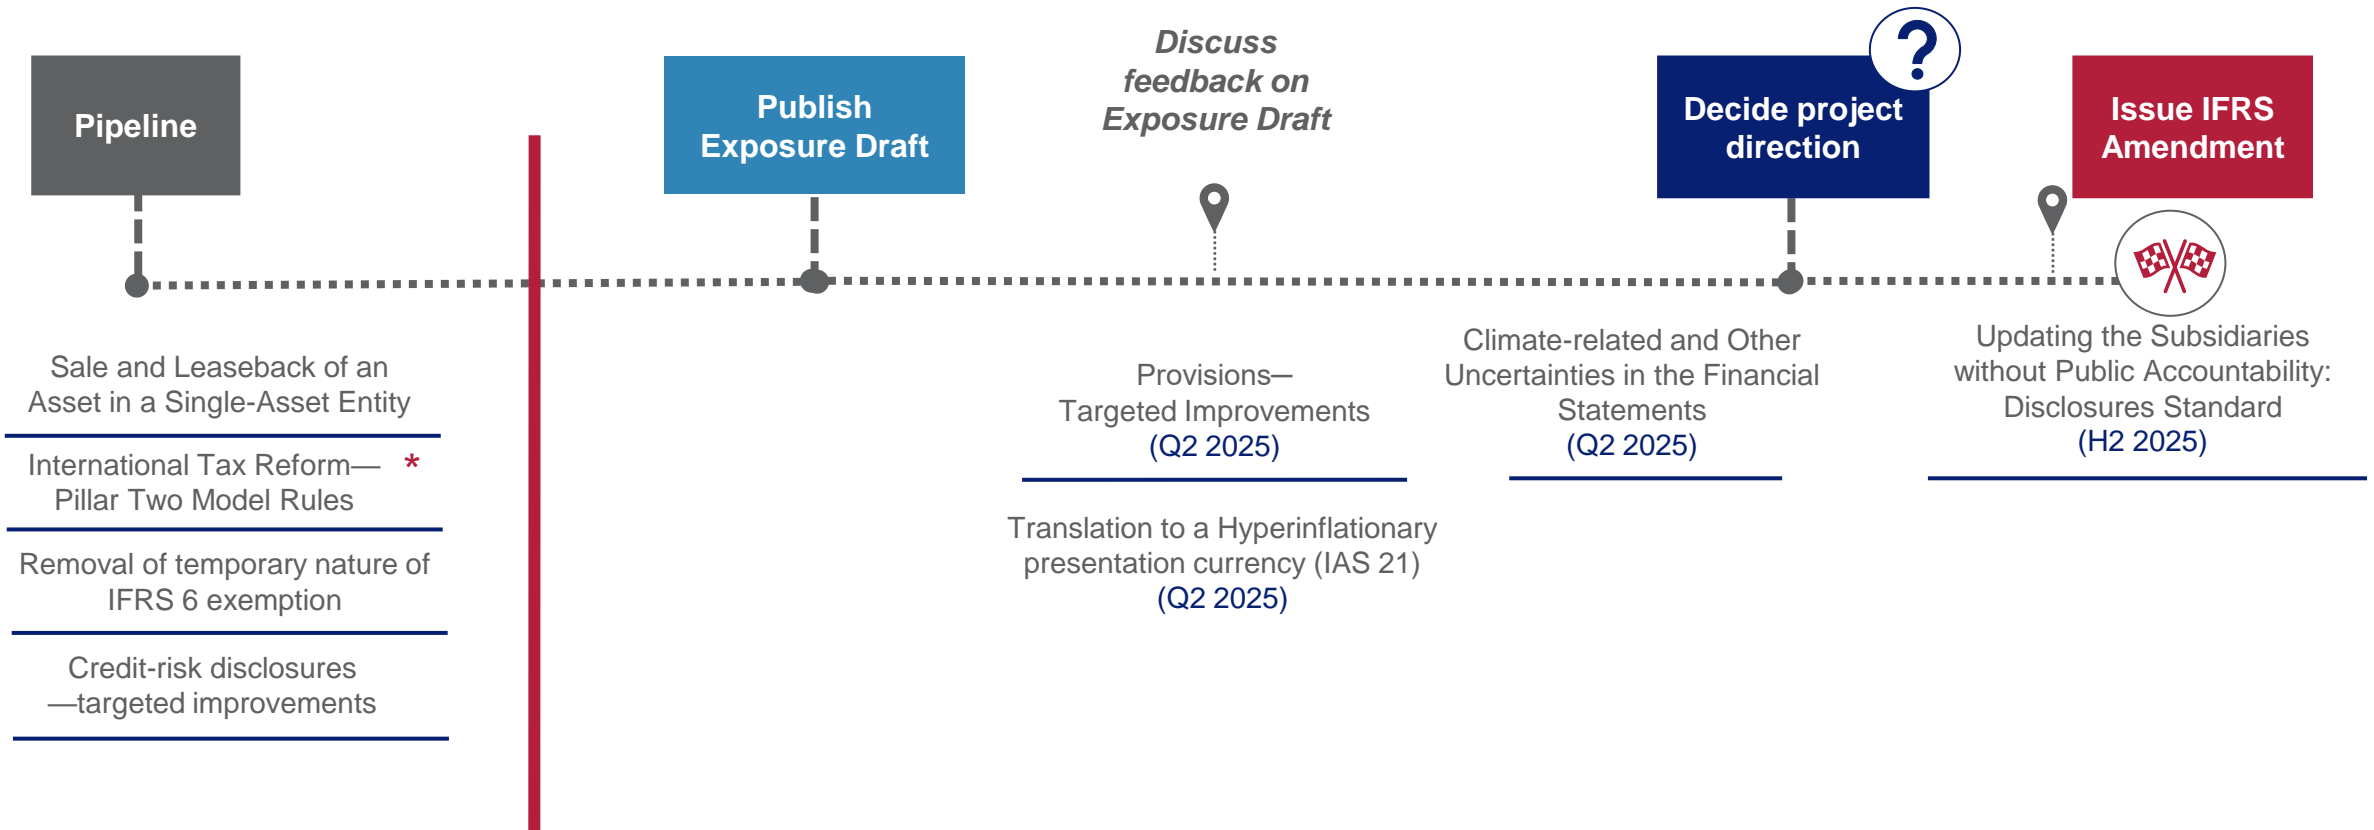 Pipeline
Publish
Exposure Draft
Discuss
feedback on
Exposure Draft
?
Decide project
direction
Issue IFRS
Amendment
Sale and Leaseback of an
Asset in a Single-Asset Entity
International Tax Reform— *
Pillar Two Model Rules
Removal of temporary nature of
IFRS 6 exemption
Credit-risk disclosures
—targeted improvements
Provisions—
Targeted Improvements
(Q2 2025)
Translation to a Hyperinflationary
presentation currency (IAS 21)
(Q2 2025)
Climate-related and Other
Uncertainties in the Financial
Statements
(Q2 2025)
Updating the Subsidiaries
without Public Accountability:
Disclosures Standard
(H2 2025)